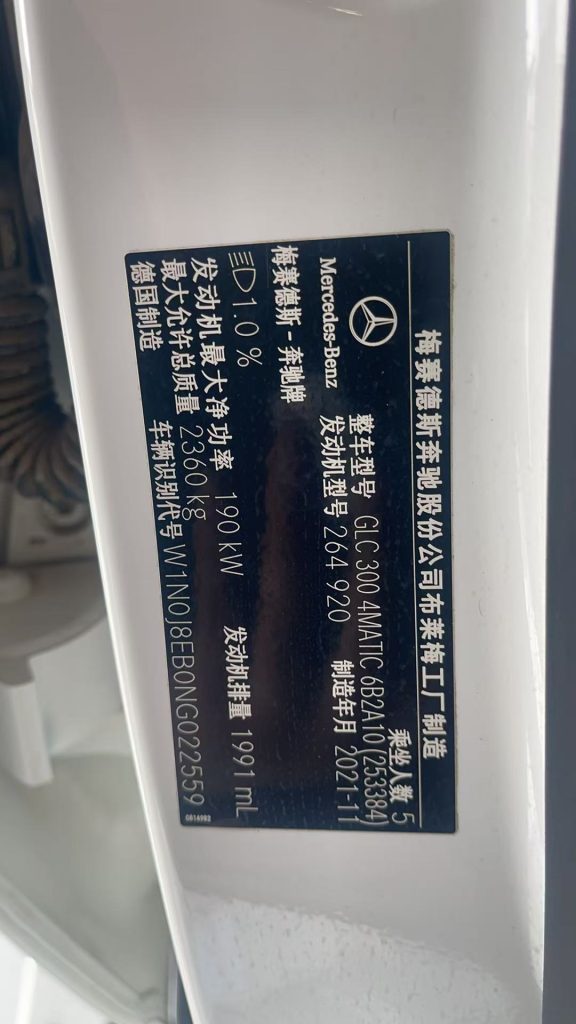 梅赛德斯奔驰股份公司布莱梅工厂制造
乘坐人数 5
整车型号 GLC 300 4MATIC 6B2A10 (253384)
Mercedes-Benz
发动机型号 264 920
制造年月 2021-11
梅赛德斯 - 奔驰牌
1.0 %
发动机最大净功率 190 kW
发动机排量 1991 mL
最大允许总质量 2360 kg
德国制造
车辆识别代号 W1N0J8EB0NG022559